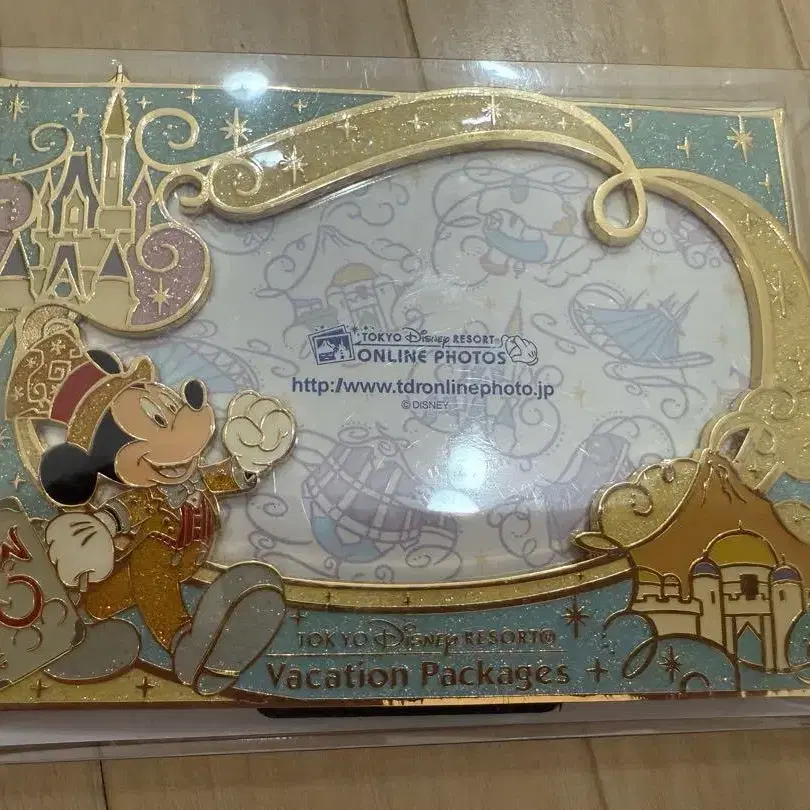 TOKYO Disney RESORT
ONLINE PHOTOS
http://www.tdronlinephoto.jp
© DISNEY
TOKYO Disney RESORT®
Vacation Packages